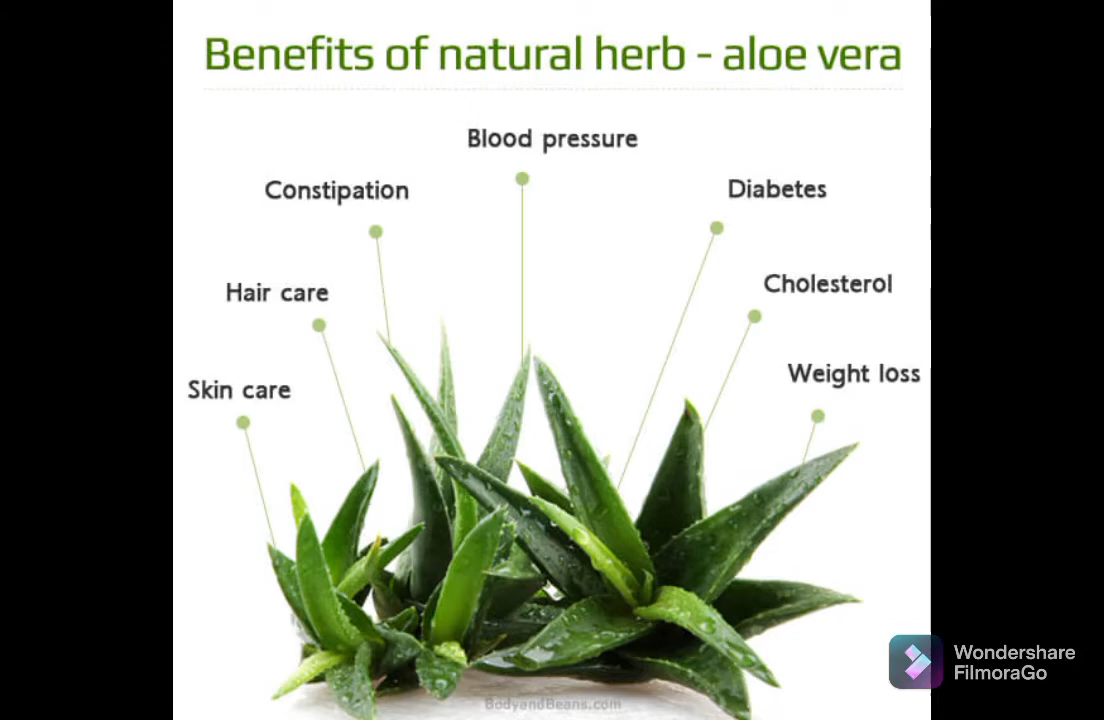 Benefits of natural herb - aloe vera
Blood pressure
Constipation
Diabetes
Hair care
Cholesterol
Skin care
Weight loss
Wondershare
FilmoraGo
BodyandBeans.com